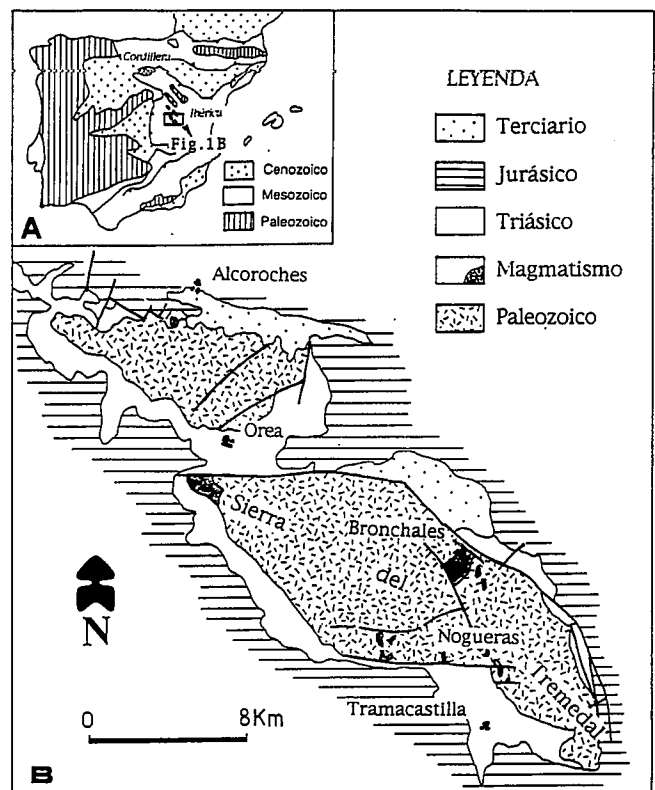 Cordillera
Ibérica
Fig.1B
Cenozoico
Mesozoico
Paleozoico
A
LEYENDA
Terciario
Jurásico
Triásico
Magmatismo
Paleozoico
Alcoroches
Orea
Sierra
Bronchales
del
Nogueras
Tremedal
Tramacastilla
N
0 8Km
B